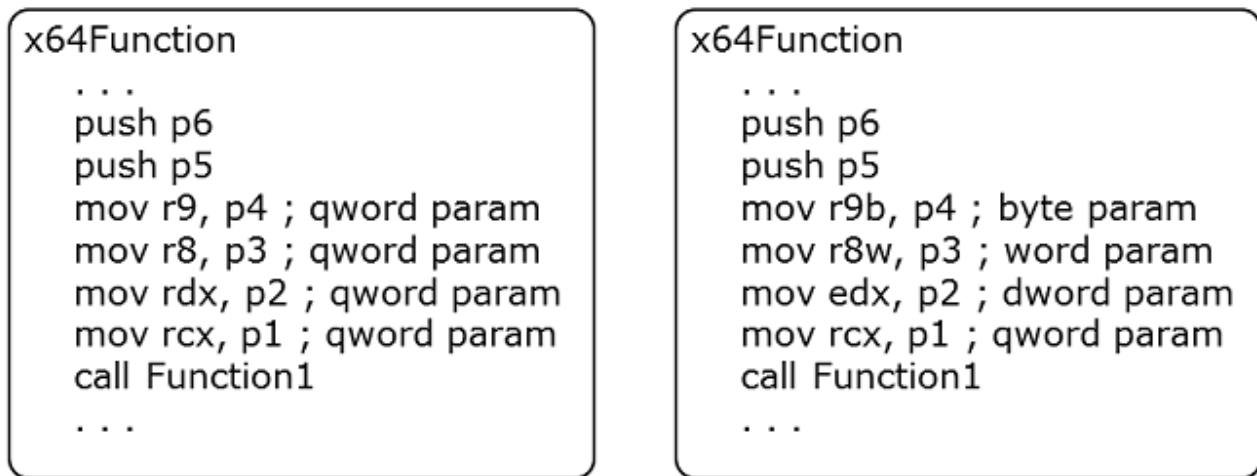 x64Function
. . .
push p6
push p5
mov r9, p4 ; qword param
mov r8, p3 ; qword param
mov rdx, p2 ; qword param
mov rcx, p1 ; qword param
call Function1
. . .
x64Function
. . .
push p6
push p5
mov r9b, p4 ; byte param
mov r8w, p3 ; word param
mov edx, p2 ; dword param
mov rcx, p1 ; qword param
call Function1
. . .